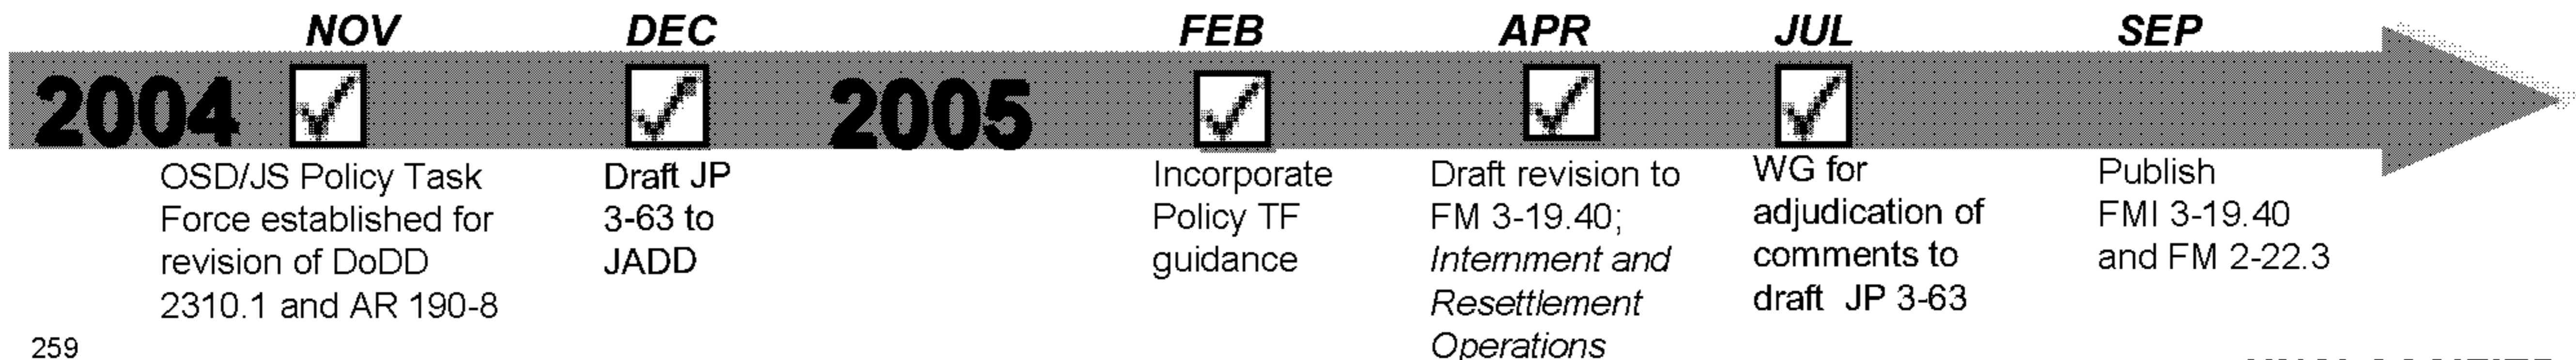 NOV DEC FEB APR JUL SEP
2004 2005
OSD/JS Policy Task
Force established for
revision of DoDD
2310.1 and AR 190-8
Draft JP
3-63 to
JADD
Incorporate
Policy TF
guidance
Draft revision to
FM 3-19.40;
Internment and
Resettlement
Operations
WG for
adjudication of
comments to
draft JP 3-63
Publish
FMI 3-19.40
and FM 2-22.3
259